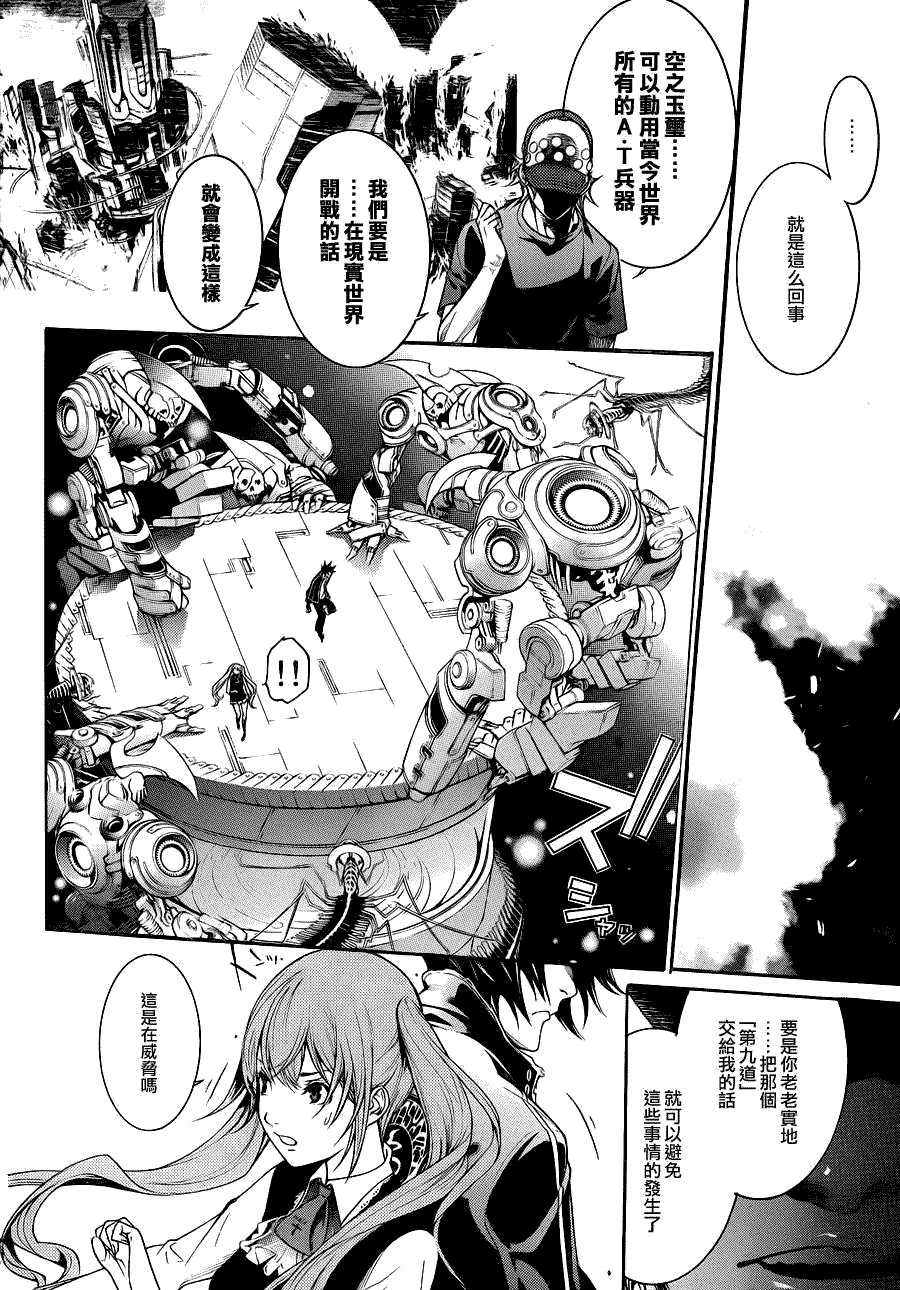 ……
就是這么回事
空之玉璽……
可以動用當今世界
所有的A·T兵器
我們要是
……在現實世界
開戰的話
就會變成這樣
!!
ズズ
シャッ
要是你老老實地
……把那個
「第九道」
交給我的話
就可以避免
這些事情的發生了
這是在威脅嗎